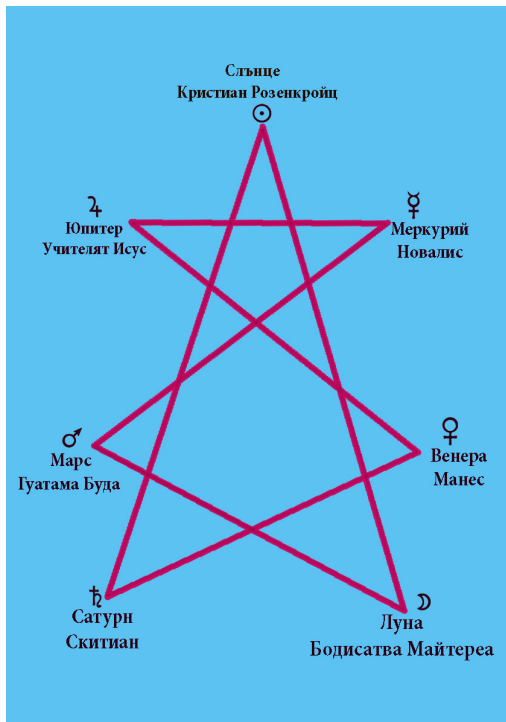 Слънце
Кристиан Розенкройц
☉
♃
Юпитер
Учителят Исус
☿
Меркурий
Новалис
♂
Марс
Гуатама Буда
♀
Венера
Манес
♄
Сатурн
Скитиан
☽
Луна
Бодисатва Майтереа